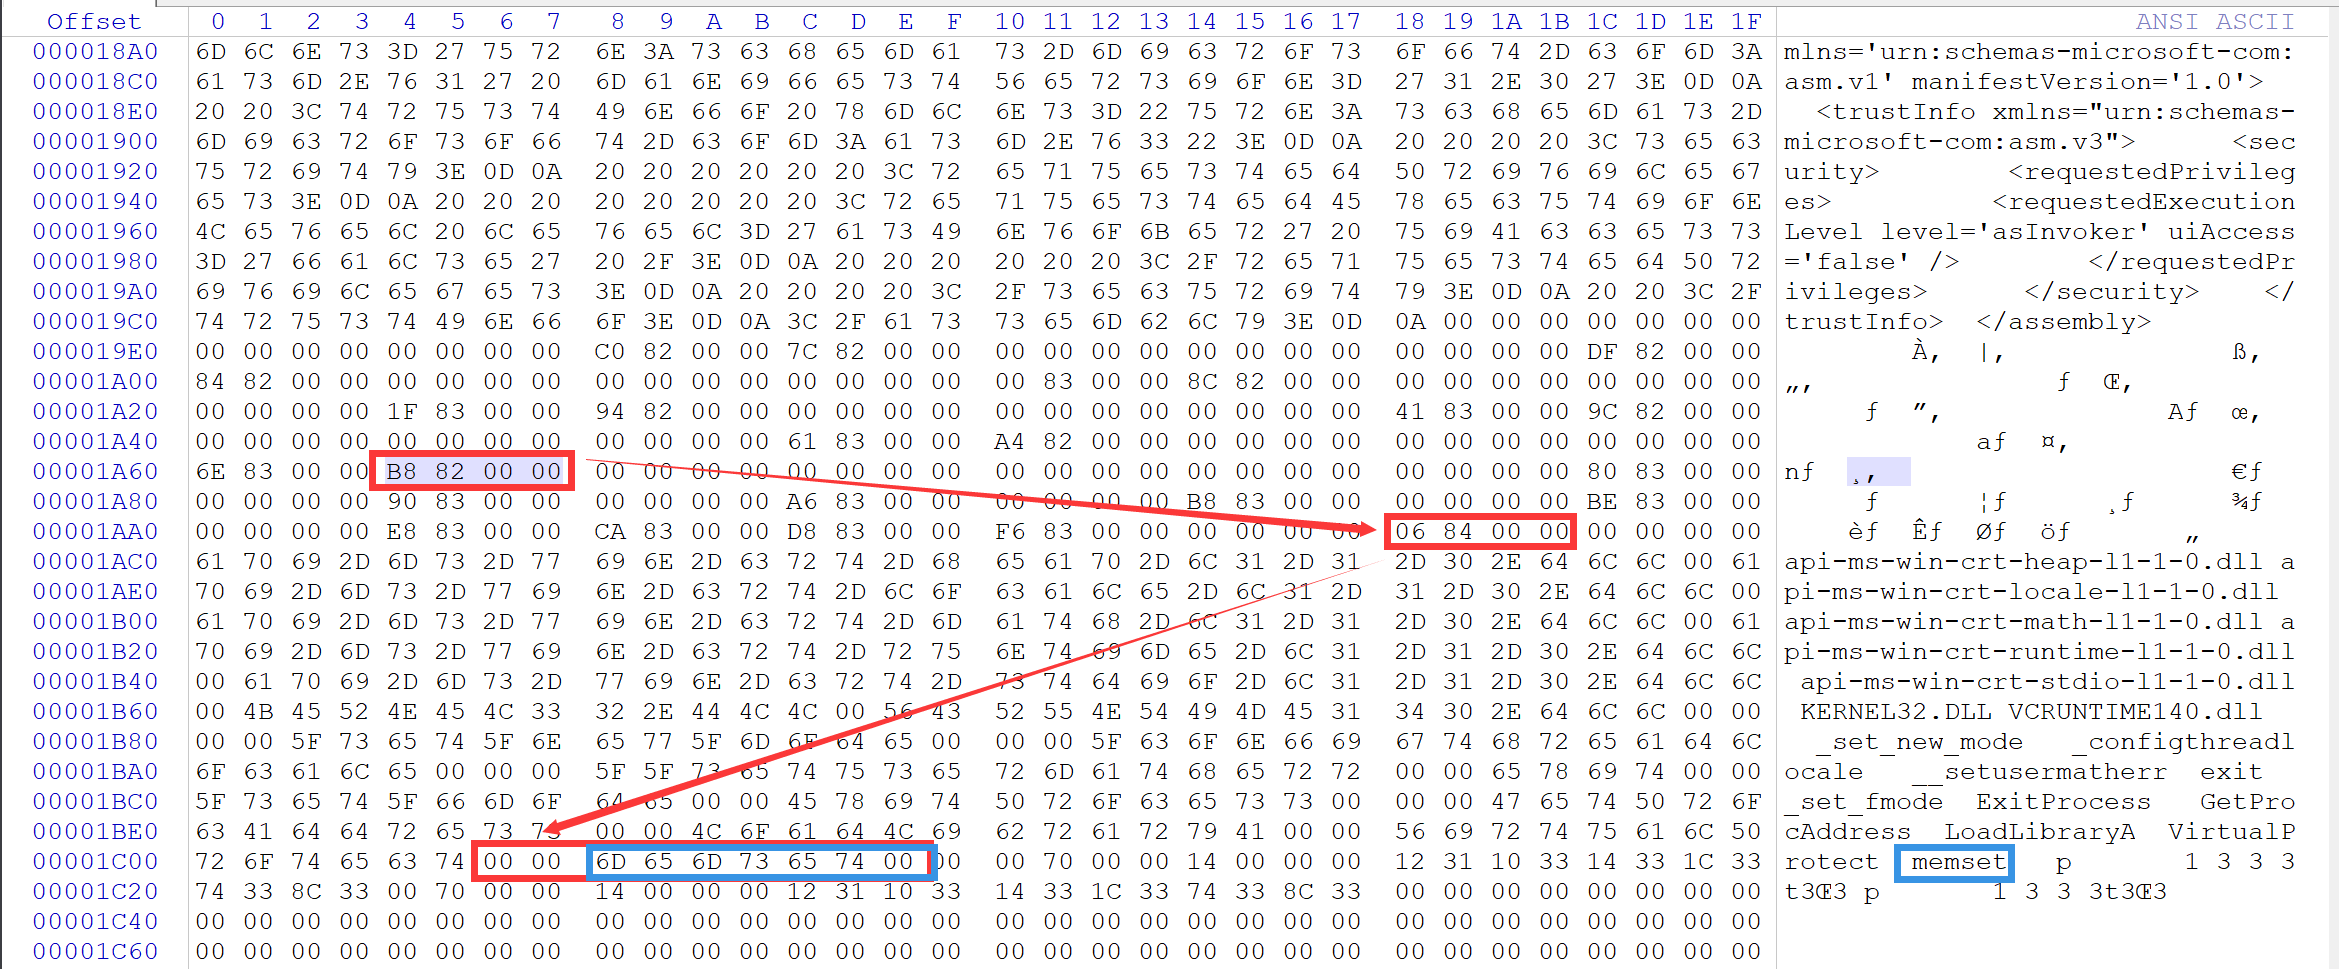 Offset 0 1 2 3 4 5 6 7 8 9 A B C D E F 10 11 12 13 14 15 16 17 18 19 1A 1B 1C 1D 1E 1F ANSI ASCII
000018A0 6D 6C 6E 73 3D 27 75 72 6E 3A 73 63 68 65 6D 61 73 2D 6D 69 63 72 6F 73 6F 66 74 2D 63 6F 6D 3A mlns='urn:schemas-microsoft-com:
000018C0 61 73 6D 2E 76 31 27 20 6D 61 6E 69 66 65 73 74 56 65 72 73 69 6F 6E 3D 27 31 2E 30 27 3E 0D 0A asm.v1' manifestVersion='1.0'>
000018E0 20 20 3C 74 72 75 73 74 49 6E 66 6F 20 78 6D 6C 6E 73 3D 22 75 72 6E 3A 73 63 68 65 6D 61 73 2D <trustInfo xmlns="urn:schemas-
00001900 6D 69 63 72 6F 73 6F 66 74 2D 63 6F 6D 3A 61 73 6D 2E 76 33 22 3E 0D 0A 20 20 20 20 3C 73 65 63 microsoft-com:asm.v3"> <sec
00001920 75 72 69 74 79 3E 0D 0A 20 20 20 20 20 20 3C 72 65 71 75 65 73 74 65 64 50 72 69 76 69 6C 65 67 urity> <requestedPrivileg
00001940 65 73 3E 0D 0A 20 20 20 20 20 20 20 20 3C 72 65 71 75 65 73 74 65 64 45 78 65 63 75 74 69 6F 6E es> <requestedExecution
00001960 4C 65 76 65 6C 20 6C 65 76 65 6C 3D 27 61 73 49 6E 76 6F 6B 65 72 27 20 75 69 41 63 63 65 73 73 Level level='asInvoker' uiAccess
00001980 3D 27 66 61 6C 73 65 27 20 2F 3E 0D 0A 20 20 20 20 20 20 3C 2F 72 65 71 75 65 73 74 65 64 50 72 ='false' /> </requestedPr
000019A0 69 76 69 6C 65 67 65 73 3E 0D 0A 20 20 20 20 3C 2F 73 65 63 75 72 69 74 79 3E 0D 0A 20 20 3C 2F ivileges> </security> </
000019C0 74 72 75 73 74 49 6E 66 6F 3E 0D 0A 3C 2F 61 73 73 65 6D 62 6C 79 3E 0D 0A 00 00 00 00 00 00 00 trustInfo> </assembly>
000019E0 00 00 00 00 00 00 00 00 C0 82 00 00 7C 82 00 00 00 00 00 00 00 00 00 00 00 00 00 00 DF 82 00 00 À‚ |‚ ß‚
00001A00 84 82 00 00 00 00 00 00 00 00 00 00 00 00 00 00 00 83 00 00 8C 82 00 00 00 00 00 00 00 00 00 00 „‚ ƒ Œ‚
00001A20 00 00 00 00 1F 83 00 00 94 82 00 00 00 00 00 00 00 00 00 00 00 00 00 00 41 83 00 00 9C 82 00 00 ƒ ”‚ Aƒ œ‚
00001A40 00 00 00 00 00 00 00 00 00 00 00 00 61 83 00 00 A4 82 00 00 00 00 00 00 00 00 00 00 00 00 00 00 aƒ ¤‚
00001A60 6E 83 00 00 B8 82 00 00 00 00 00 00 00 00 00 00 00 00 00 00 00 00 00 00 00 00 00 00 80 83 00 00 nƒ ¸‚ €ƒ
00001A80 00 00 00 00 90 83 00 00 00 00 00 00 A6 83 00 00 00 00 00 00 B8 83 00 00 00 00 00 00 BE 83 00 00 ƒ ¦ƒ ¸ƒ ¾ƒ
00001AA0 00 00 00 00 E8 83 00 00 CA 83 00 00 D8 83 00 00 F6 83 00 00 00 00 00 00 06 84 00 00 00 00 00 00 èƒ Êƒ Øƒ öƒ „
00001AC0 61 70 69 2D 6D 73 2D 77 69 6E 2D 63 72 74 2D 68 65 61 70 2D 6C 31 2D 31 2D 30 2E 64 6C 6C 00 61 api-ms-win-crt-heap-l1-1-0.dll a
00001AE0 70 69 2D 6D 73 2D 77 69 6E 2D 63 72 74 2D 6C 6F 63 61 6C 65 2D 6C 31 2D 31 2D 30 2E 64 6C 6C 00 pi-ms-win-crt-locale-l1-1-0.dll
00001B00 61 70 69 2D 6D 73 2D 77 69 6E 2D 63 72 74 2D 6D 61 74 68 2D 6C 31 2D 31 2D 30 2E 64 6C 6C 00 61 api-ms-win-crt-math-l1-1-0.dll a
00001B20 70 69 2D 6D 73 2D 77 69 6E 2D 63 72 74 2D 72 75 6E 74 69 6D 65 2D 6C 31 2D 31 2D 30 2E 64 6C 6C pi-ms-win-crt-runtime-l1-1-0.dll
00001B40 00 61 70 69 2D 6D 73 2D 77 69 6E 2D 63 72 74 2D 73 74 64 69 6F 2D 6C 31 2D 31 2D 30 2E 64 6C 6C api-ms-win-crt-stdio-l1-1-0.dll
00001B60 00 4B 45 52 4E 45 4C 33 32 2E 44 4C 4C 00 56 43 52 55 4E 54 49 4D 45 31 34 30 2E 64 6C 6C 00 00 KERNEL32.DLL VCRUNTIME140.dll
00001B80 00 00 5F 73 65 74 5F 6E 65 77 5F 6D 6F 64 65 00 00 00 5F 63 6F 6E 66 69 67 74 68 72 65 61 64 6C _set_new_mode _configthreadl
00001BA0 6F 63 61 6C 65 00 00 00 5F 5F 73 65 74 75 73 65 72 6D 61 74 68 65 72 72 00 00 65 78 69 74 00 00 ocale __setusermatherr exit
00001BC0 5F 73 65 74 5F 66 6D 6F 64 65 00 00 45 78 69 74 50 72 6F 63 65 73 73 00 00 00 47 65 74 50 72 6F _set_fmode ExitProcess GetPro
00001BE0 63 41 64 64 72 65 73 73 00 00 4C 6F 61 64 4C 69 62 72 61 72 79 41 00 00 56 69 72 74 75 61 6C 50 cAddress LoadLibraryA VirtualP
00001C00 72 6F 74 65 63 74 00 00 6D 65 6D 73 65 74 00 00 00 70 00 00 14 00 00 00 12 31 10 33 14 33 1C 33 rotect memset p 1 3 3 3
00001C20 74 33 8C 33 00 70 00 00 14 00 00 00 12 31 10 33 14 33 1C 33 74 33 8C 33 00 00 00 00 00 00 00 00 t3Œ3 p 1 3 3 3t3Œ3
00001C40 00 00 00 00 00 00 00 00 00 00 00 00 00 00 00 00 00 00 00 00 00 00 00 00 00 00 00 00 00 00 00 00
00001C60 00 00 00 00 00 00 00 00 00 00 00 00 00 00 00 00 00 00 00 00 00 00 00 00 00 00 00 00 00 00 00 00